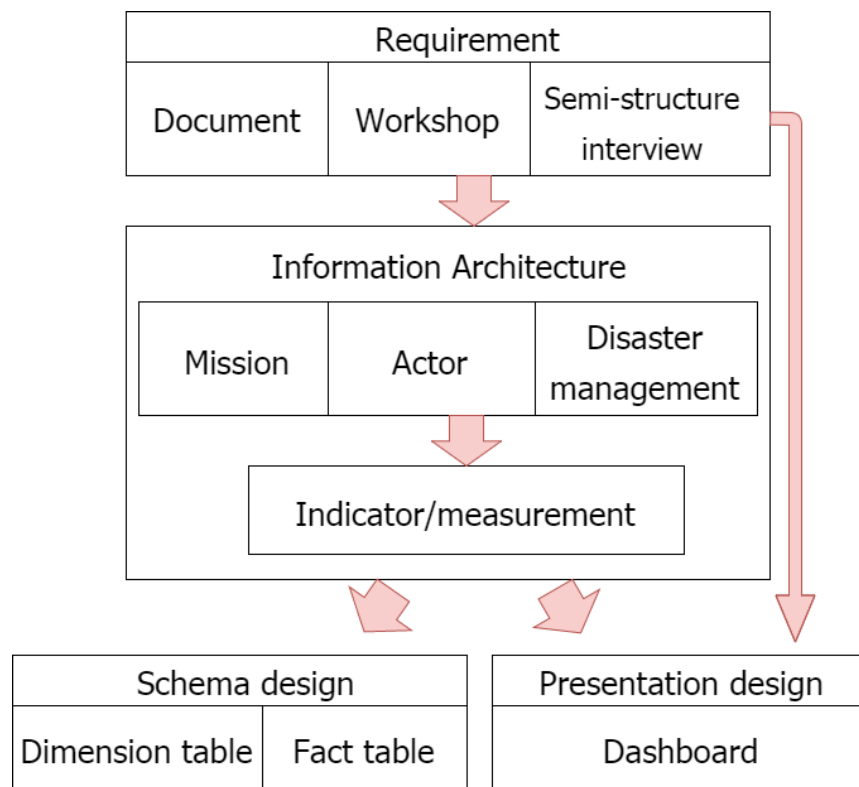 Requirement
Document
Workshop
Semi-structure
interview
Information Architecture
Mission
Actor
Disaster
management
Indicator/measurement
Schema design
Dimension table
Fact table
Presentation design
Dashboard